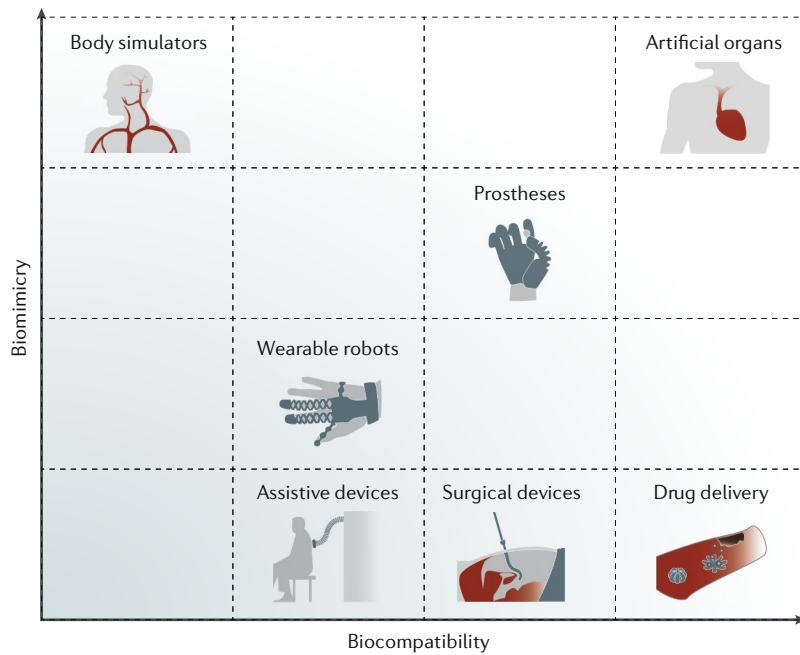 Body simulators
Artificial organs
Prostheses
Wearable robots
Assistive devices
Surgical devices
Drug delivery
Biomimicry
Biocompatibility